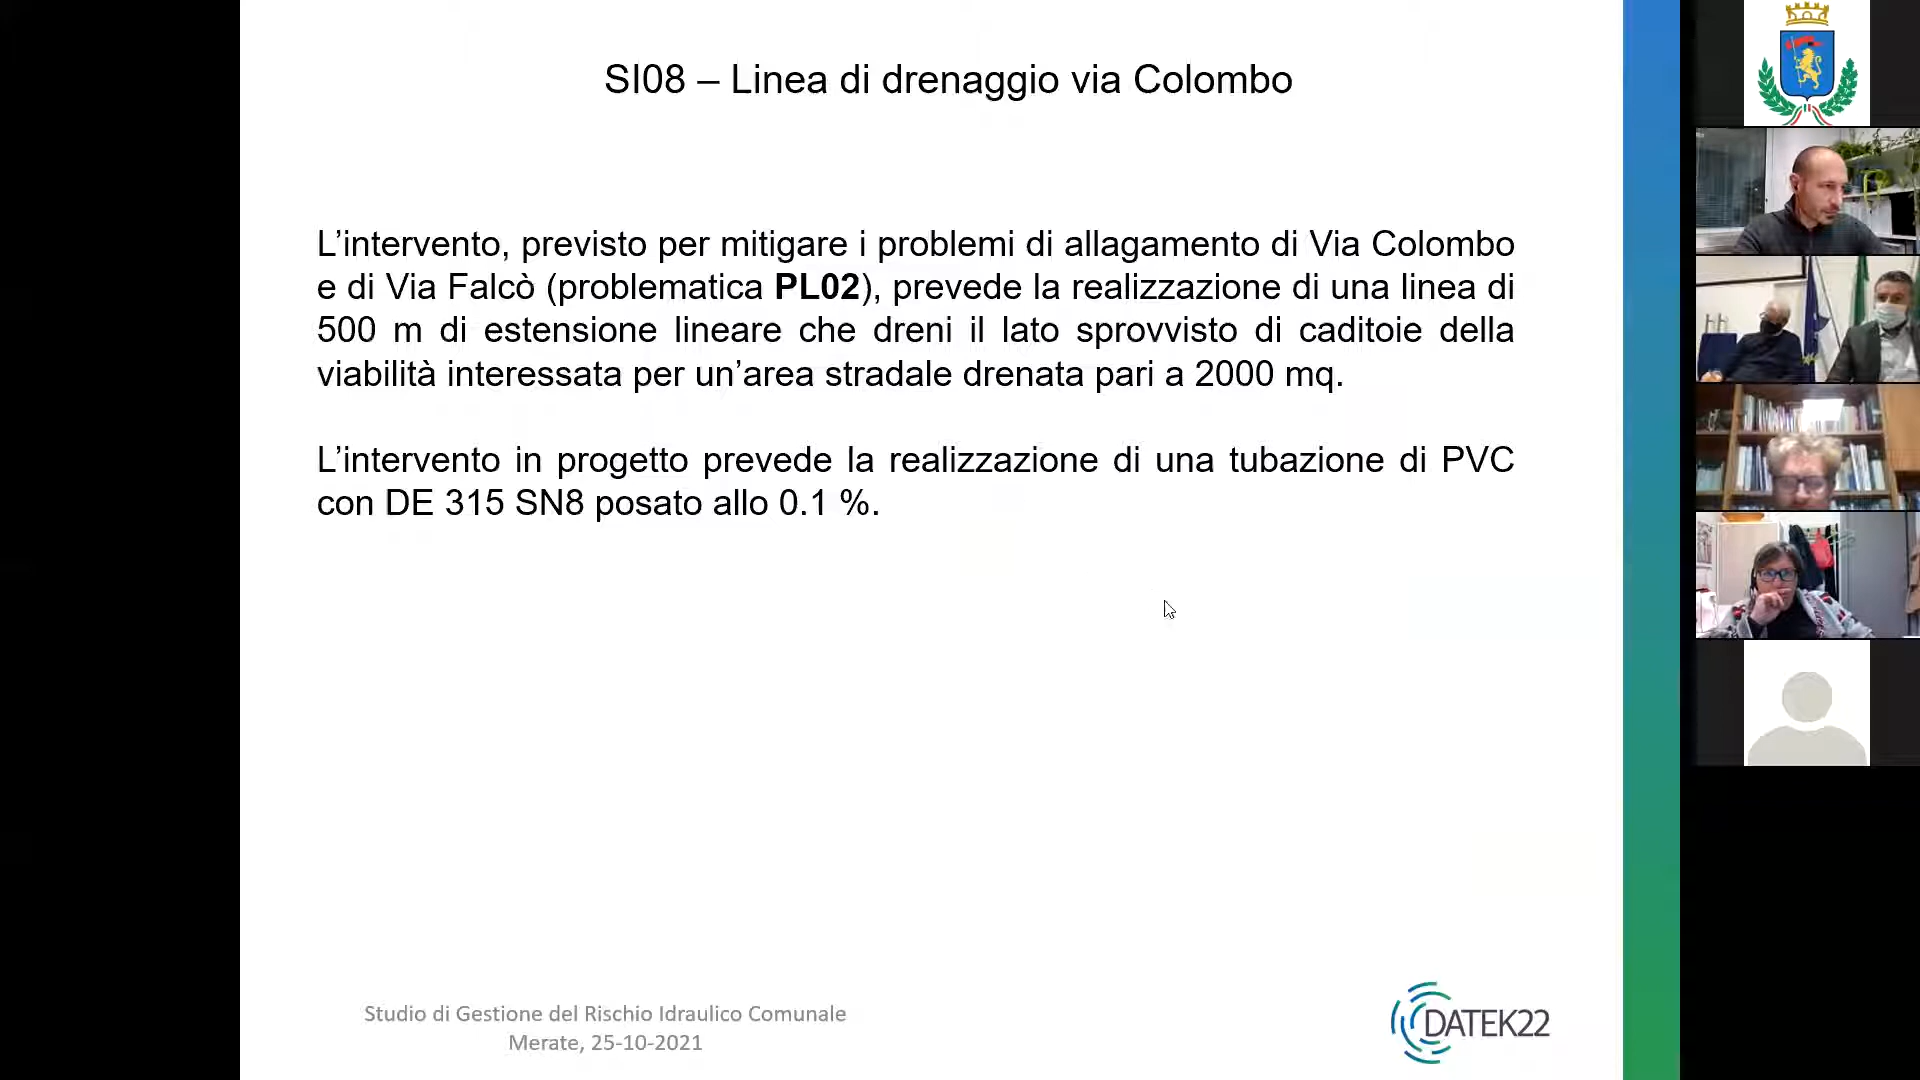 SI08 – Linea di drenaggio via Colombo
L’intervento, previsto per mitigare i problemi di allagamento di Via Colombo
e di Via Falcò (problematica PL02), prevede la realizzazione di una linea di
500 m di estensione lineare che dreni il lato sprovvisto di caditoie della
viabilità interessata per un’area stradale drenata pari a 2000 mq.
L’intervento in progetto prevede la realizzazione di una tubazione di PVC
con DE 315 SN8 posato allo 0.1 %.
Studio di Gestione del Rischio Idraulico Comunale
Merate, 25-10-2021
DATEK22